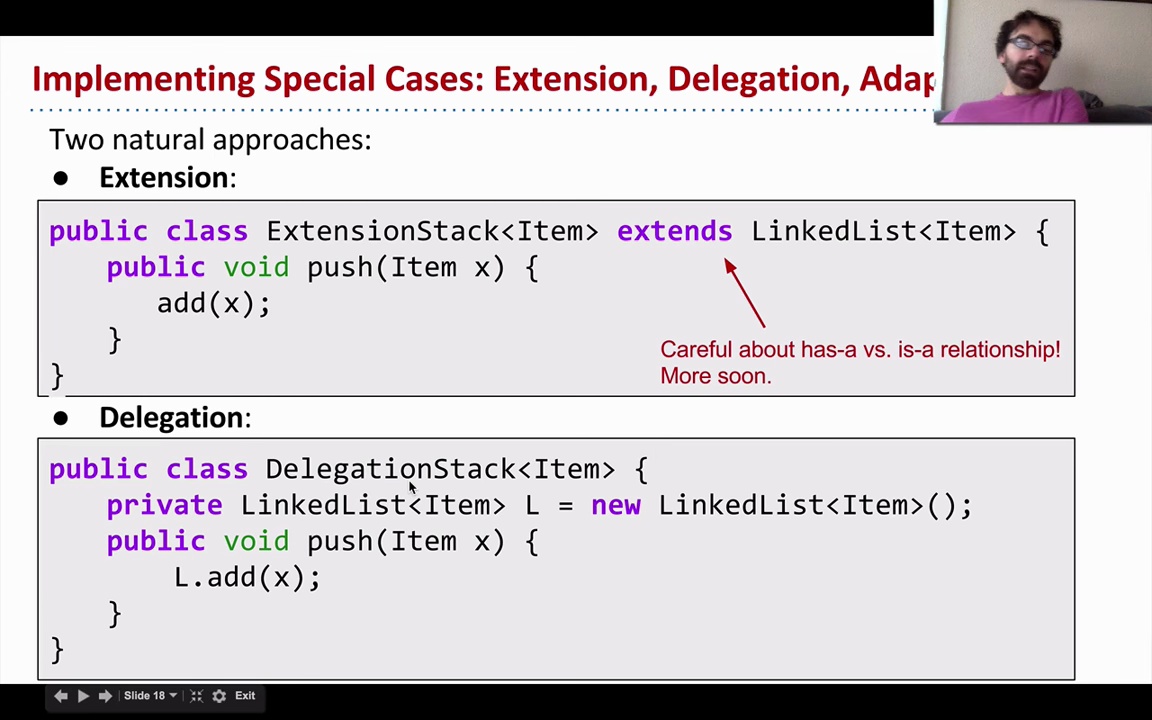 Implementing Special Cases: Extension, Delegation, Adap
Two natural approaches:
● Extension:
public class ExtensionStack<Item> extends LinkedList<Item> {
public void push(Item x) {
add(x);
}
Careful about has-a vs. is-a relationship!
More soon.
}
● Delegation:
public class DelegationStack<Item> {
private LinkedList<Item> L = new LinkedList<Item>();
public void push(Item x) {
L.add(x);
}
}
Slide 18 Exit